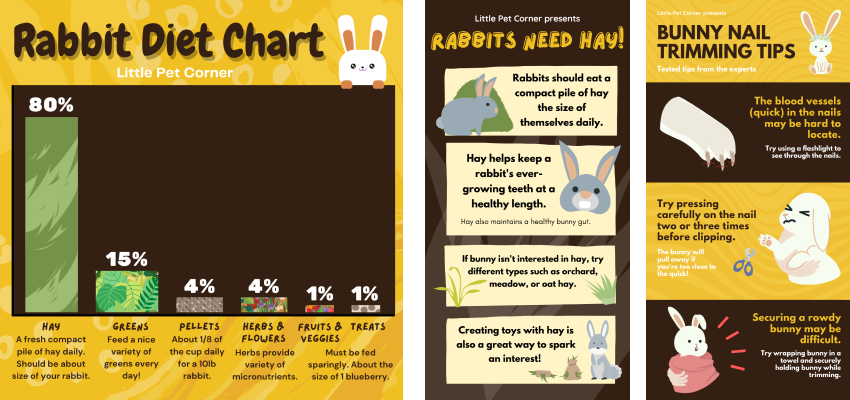 Rabbit Diet Chart
Little Pet Corner
80%
15%
4%
4%
1%
1%
HAY
A fresh compact
pile of hay daily.
Should be about
size of your rabbit.
GREENS
Feed a nice
variety of
greens every
day!
PELLETS
About 1/8 of
the cup daily
for a 10lb
rabbit.
HERBS &
FLOWERS
Herbs provide
variety of
micronutrients.
FRUITS &
VEGGIES
TREATS
Must be fed
sparingly. About the
size of 1 blueberry.
Little Pet Corner presents
RABBITS NEED HAY!
Rabbits should eat a
compact pile of hay
the size of
themselves daily.
Hay helps keep a
rabbit's ever-
growing teeth at a
healthy length.
Hay also maintains a healthy bunny gut.
If bunny isn't interested in hay, try
different types such as orchard,
meadow, or oat hay.
Creating toys with hay is
also a great way to spark
an interest!
Little Pet Corner presents
BUNNY NAIL
TRIMMING TIPS
Tested tips from the experts
The blood vessels
(quick) in the nails
may be hard to
locate.
Try using a flashlight to
see through the nails.
Try pressing
carefully on the nail
two or three times
before clipping.
The bunny will
pull away if
you're too close to
the quick!
Securing a rowdy
bunny may be
difficult.
Try wrapping bunny in a
towel and securely
holding bunny while
trimming.